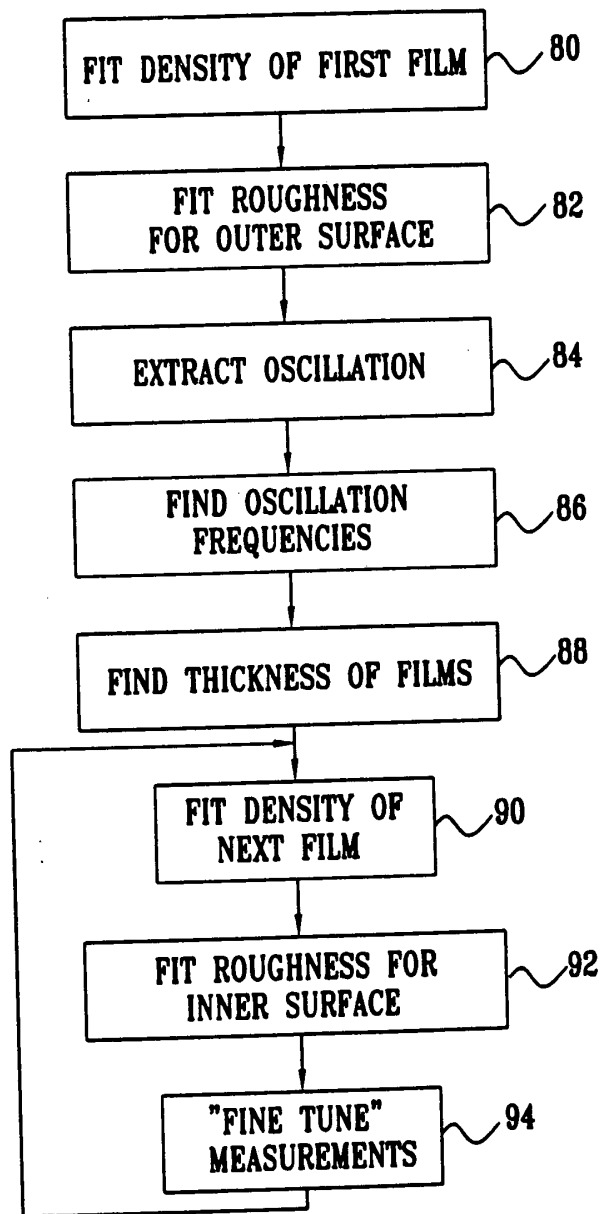 FIT DENSITY OF FIRST FILM
80
FIT ROUGHNESS
FOR OUTER SURFACE
82
EXTRACT OSCILLATION
84
FIND OSCILLATION
FREQUENCIES
86
FIND THICKNESS OF FILMS
88
FIT DENSITY OF
NEXT FILM
90
FIT ROUGHNESS FOR
INNER SURFACE
92
"FINE TUNE"
MEASUREMENTS
94